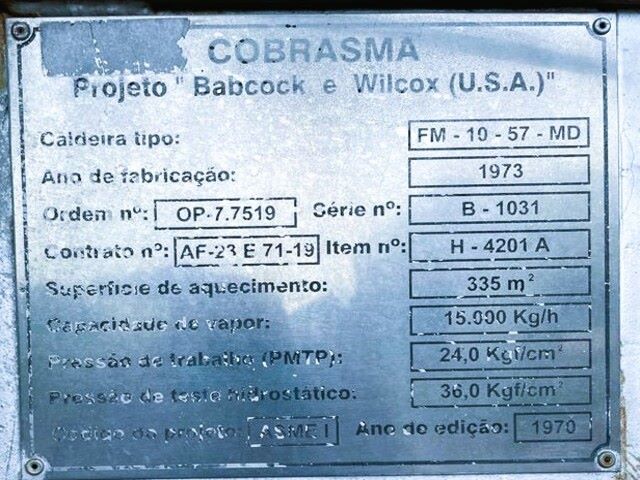 COBRASMA
Projeto " Babcock e Wilcox (U.S.A.)"
Caldeira tipo: FM - 10 - 57 - MD
Ano de fabricação: 1973
Ordem nº: OP-7.7519 Série nº: B - 1031
Contrato nº: AF-23 E 71-19 Item nº: H - 4201 A
Superfície de aquecimento: 335 m²
Capacidade de vapor: 15.000 Kg/h
Pressão de trabalho (PMTP): 24,0 Kgf/cm²
Pressão de teste hidrostático: 36,0 Kgf/cm²
Código do projeto: ASME I Ano de edição: 1970